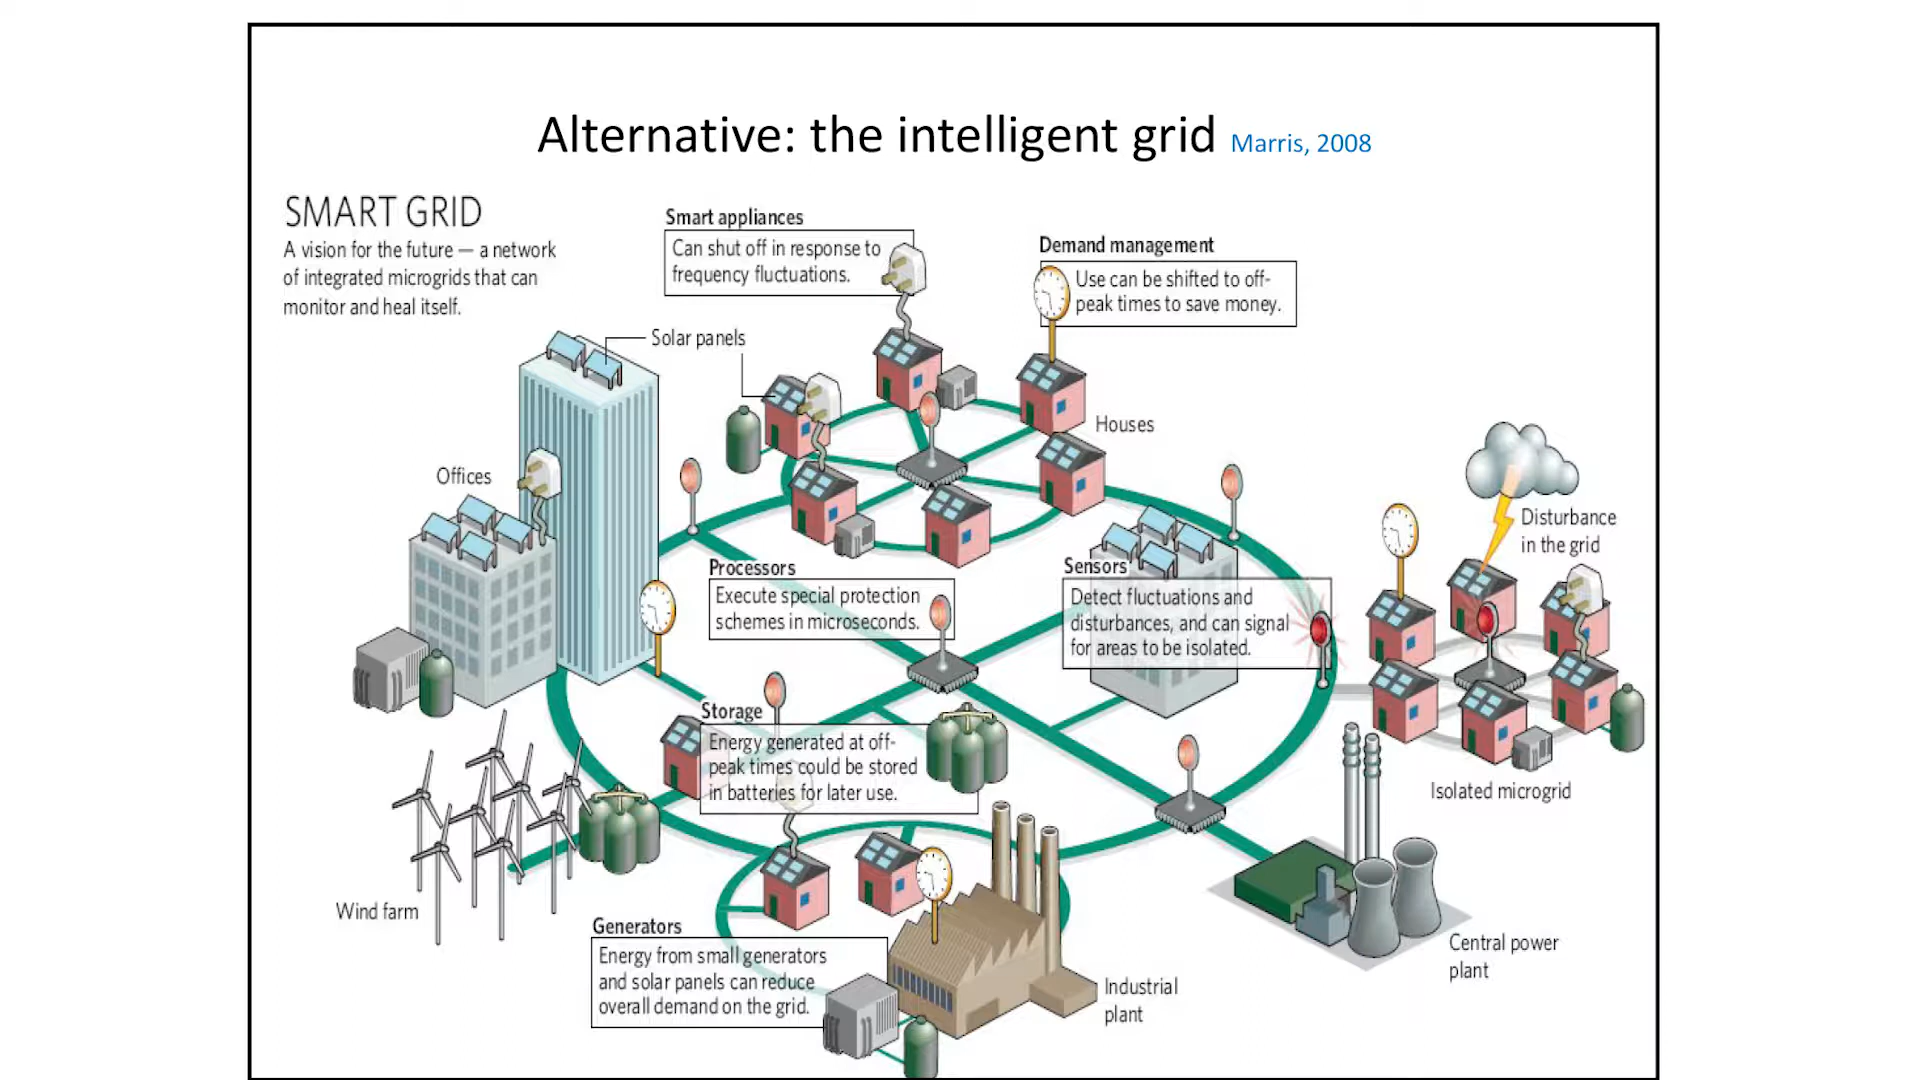 Alternative: the intelligent grid Marris, 2008
SMART GRID
A vision for the future — a network
of integrated microgrids that can
monitor and heal itself.
Smart appliances
Can shut off in response to
frequency fluctuations.
Demand management
Use can be shifted to off-
peak times to save money.
Solar panels
Houses
Offices
Disturbance
in the grid
Processors
Execute special protection
schemes in microseconds.
Sensors
Detect fluctuations and
disturbances, and can signal
for areas to be isolated.
Storage
Energy generated at off-
peak times could be stored
in batteries for later use.
Isolated microgrid
Wind farm
Generators
Energy from small generators
and solar panels can reduce
overall demand on the grid.
Central power
plant
Industrial
plant